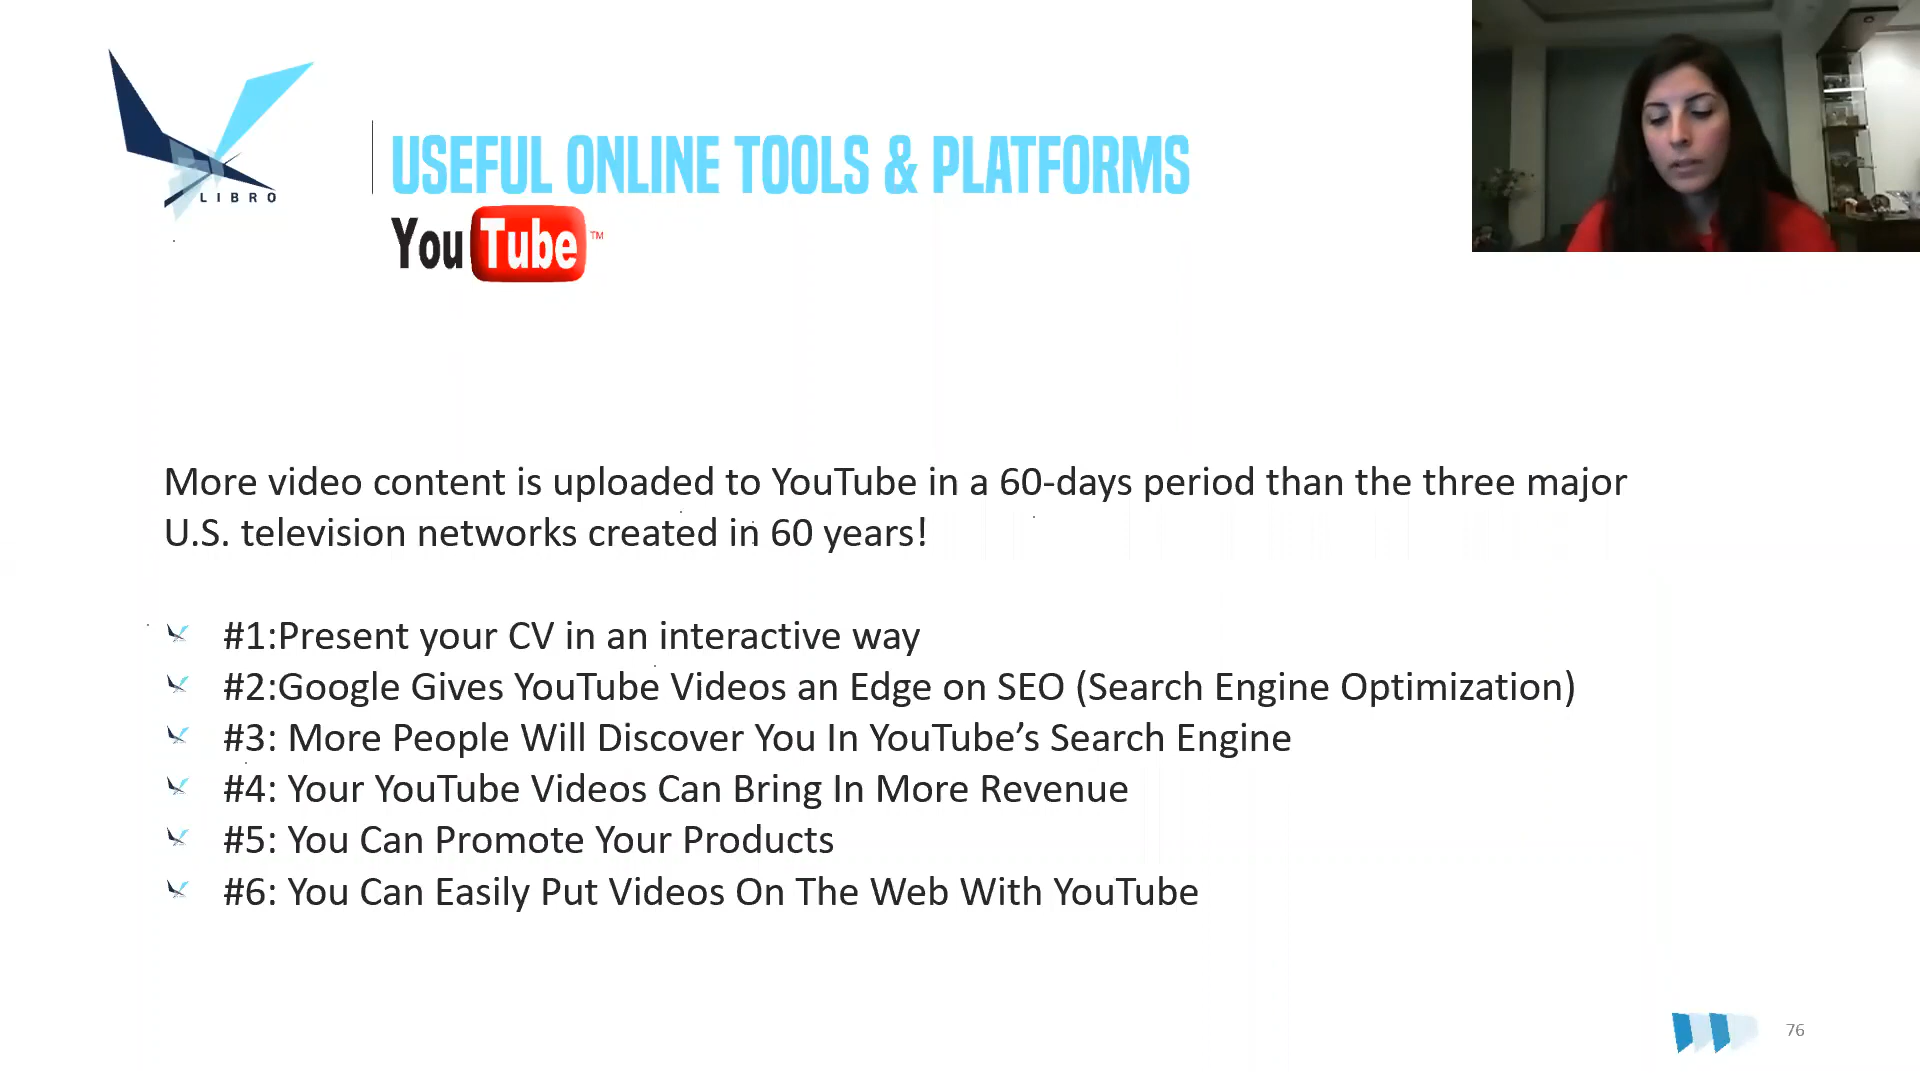 LIBRO
USEFUL ONLINE TOOLS & PLATFORMS
YouTube™
More video content is uploaded to YouTube in a 60-days period than the three major
U.S. television networks created in 60 years!
#1:Present your CV in an interactive way
#2:Google Gives YouTube Videos an Edge on SEO (Search Engine Optimization)
#3: More People Will Discover You In YouTube’s Search Engine
#4: Your YouTube Videos Can Bring In More Revenue
#5: You Can Promote Your Products
#6: You Can Easily Put Videos On The Web With YouTube
76